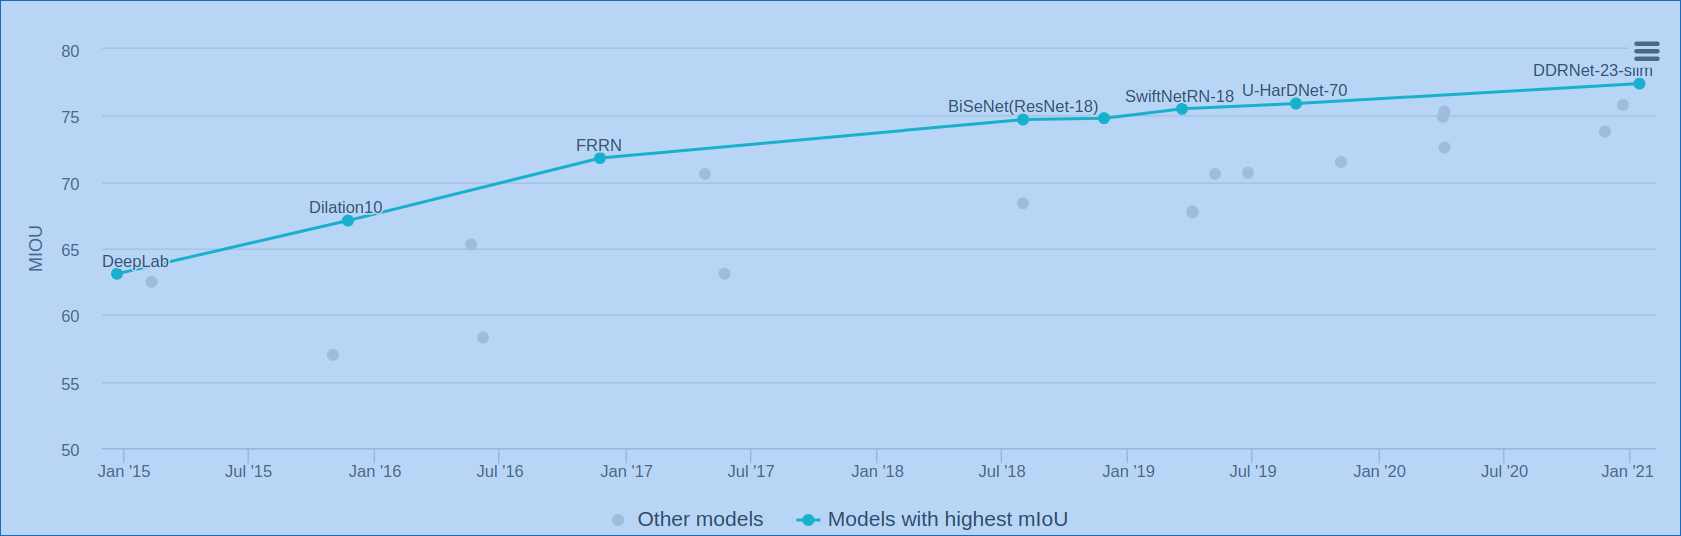 80
75
70
65
60
55
50
MIOU
DeepLab
Dilation10
FRRN
BiSeNet(ResNet-18)
SwiftNetRN-18
U-HarDNet-70
DDRNet-23-slim
Jan '15
Jul '15
Jan '16
Jul '16
Jan '17
Jul '17
Jan '18
Jul '18
Jan '19
Jul '19
Jan '20
Jul '20
Jan '21
Other models
Models with highest mIoU